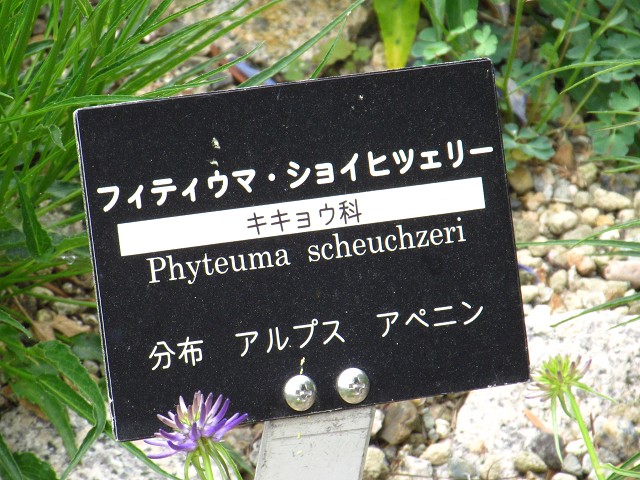 フィティウマ・ショイヒツェリー
キキョウ科
Phyteuma scheuchzeri
分布　アルプス　アペニン